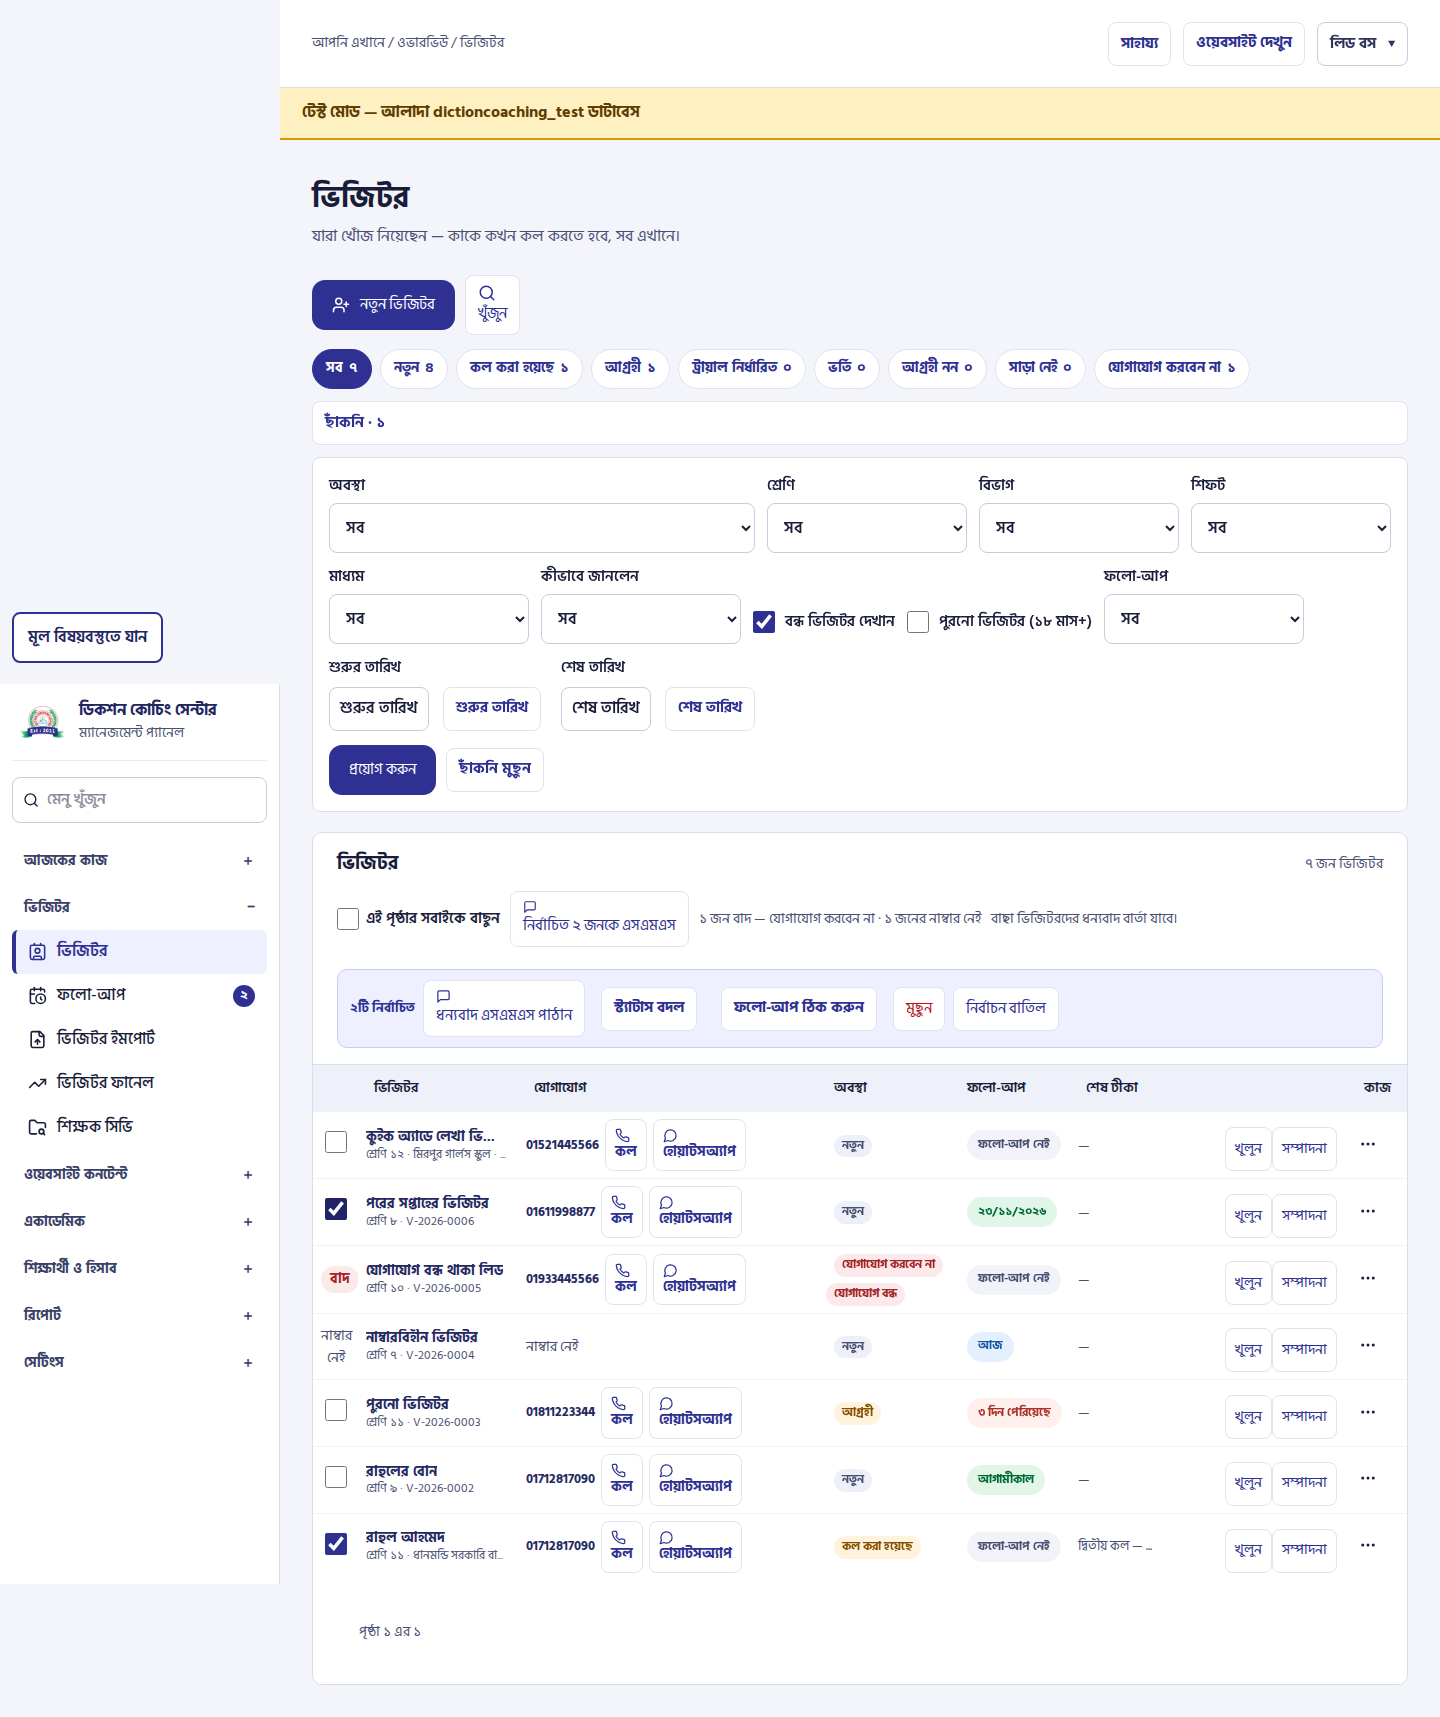 আপনি এখানে / ওভারভিউ / ভিজিটর
সাহায্য
ওয়েবসাইট দেখুন
লিড বস
টেস্ট মোড — আলাদা dictioncoaching_test ডাটাবেস
ভিজিটর
যারা খোঁজ নিয়েছেন — কাকে কখন কল করতে হবে, সব এখানে।
নতুন ভিজিটর
খুঁজুন
সব ৭
নতুন ৪
কল করা হয়েছে ১
আগ্রহী ১
ট্রায়াল নির্ধারিত ০
ভর্তি ০
আগ্রহী নন ০
সাড়া নেই ০
যোগাযোগ করবেন না ১
ছাঁকনি · ১
অবস্থা
শ্রেণি
বিভাগ
শিফট
সব
সব
সব
সব
মাধ্যম
কীভাবে জানলেন
ফলো-আপ
সব
সব
বন্ধ ভিজিটর দেখান
পুরনো ভিজিটর (১৮ মাস+)
সব
শুরুর তারিখ
শেষ তারিখ
শুরুর তারিখ
শুরুর তারিখ
শেষ তারিখ
শেষ তারিখ
প্রয়োগ করুন
ছাঁকনি মুছুন
মূল বিষয়বস্তুতে যান
Est : 2011
ডিকশন কোচিং সেন্টার
ম্যানেজমেন্ট প্যানেল
মেনু খুঁজুন
আজকের কাজ +
ভিজিটর −
ভিজিটর
ফলো-আপ ২
ভিজিটর ইমপোর্ট
ভিজিটর ফানেল
শিক্ষক সিভি
ওয়েবসাইট কনটেন্ট +
একাডেমিক +
শিক্ষার্থী ও হিসাব +
রিপোর্ট +
সেটিংস +
ভিজিটর
৭ জন ভিজিটর
এই পৃষ্ঠার সবাইকে বাছুন
নির্বাচিত ২ জনকে এসএমএস
১ জন বাদ — যোগাযোগ করবেন না · ১ জনের নাম্বার নেই
বাছা ভিজিটরদের ধন্যবাদ বার্তা যাবে।
২টি নির্বাচিত
ধন্যবাদ এসএমএস পাঠান
স্ট্যাটাস বদল
ফলো-আপ ঠিক করুন
মুছুন
নির্বাচন বাতিল
ভিজিটর যোগাযোগ অবস্থা ফলো-আপ শেষ টীকা কাজ
কুইক অ্যাডে লেখা ভি...
শ্রেণি ১২ · মিরপুর গার্লস স্কুল · ...
01521445566 কল হোয়াটসঅ্যাপ নতুন ফলো-আপ নেই — খুলুন সম্পাদনা ...
পরের সপ্তাহের ভিজিটর
শ্রেণি ৮ · V-2026-0006
01611998877 কল হোয়াটসঅ্যাপ নতুন ২৩/১১/২০২৬ — খুলুন সম্পাদনা ...
বাদ
যোগাযোগ বন্ধ থাকা লিড
শ্রেণি ১০ · V-2026-0005
01933445566 কল হোয়াটসঅ্যাপ
যোগাযোগ করবেন না
যোগাযোগ বন্ধ
ফলো-আপ নেই — খুলুন সম্পাদনা ...
নাম্বার নেই
নাম্বারবিহীন ভিজিটর
শ্রেণি ৭ · V-2026-0004
নাম্বার নেই নতুন আজ — খুলুন সম্পাদনা ...
পুরনো ভিজিটর
শ্রেণি ১১ · V-2026-0003
01811223344 কল হোয়াটসঅ্যাপ আগ্রহী ৩ দিন পেরিয়েছে — খুলুন সম্পাদনা ...
রাহুলের বোন
শ্রেণি ৯ · V-2026-0002
01712817090 কল হোয়াটসঅ্যাপ নতুন আগামীকাল — খুলুন সম্পাদনা ...
রাহুল আহমেদ
শ্রেণি ১১ · ধানমন্ডি সরকারি বা...
01712817090 কল হোয়াটসঅ্যাপ কল করা হয়েছে ফলো-আপ নেই দ্বিতীয় কল — ... খুলুন সম্পাদনা ...
পৃষ্ঠা ১ এর ১